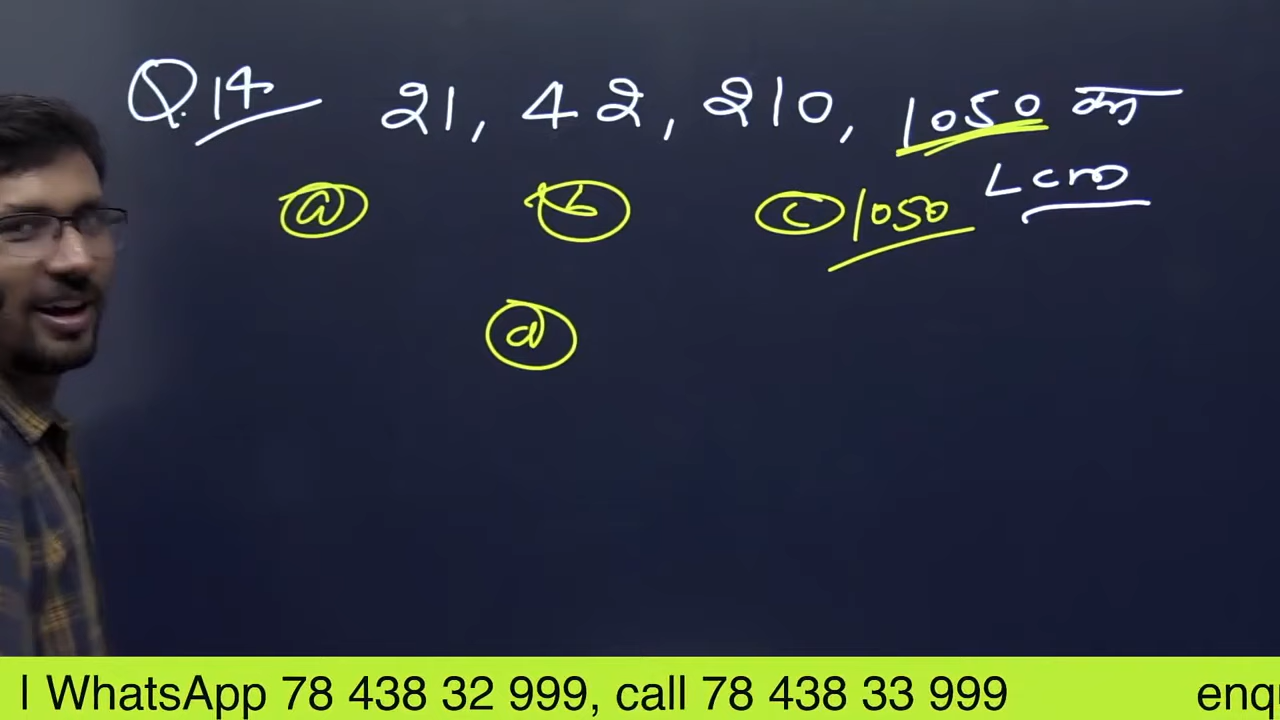 Q.14 21, 42, 210, 1050 का
LCM
(a) (b) (c) 1050
(d)
| WhatsApp 78 438 32 999, call 78 438 33 999 enq